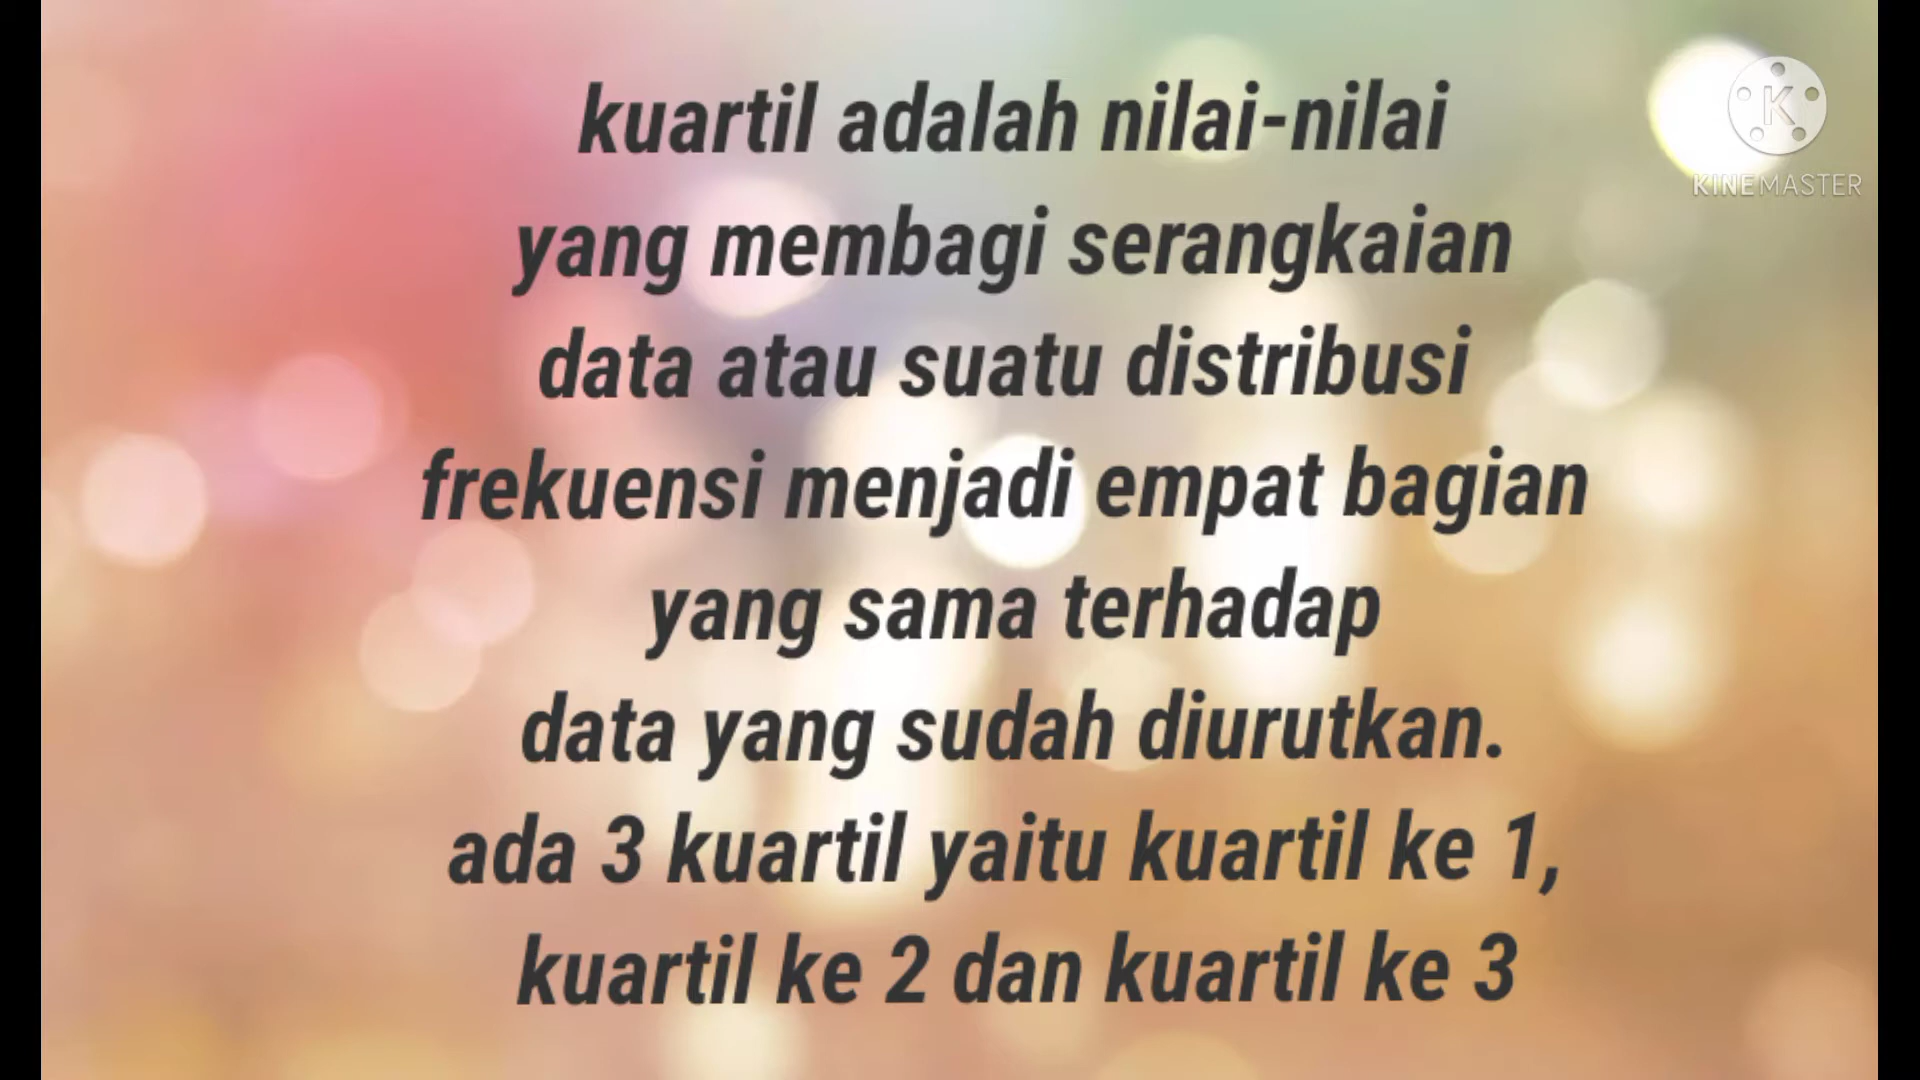 kuartil adalah nilai-nilai
yang membagi serangkaian
data atau suatu distribusi
frekuensi menjadi empat bagian
yang sama terhadap
data yang sudah diurutkan.
ada 3 kuartil yaitu kuartil ke 1,
kuartil ke 2 dan kuartil ke 3
K
KINEMASTER